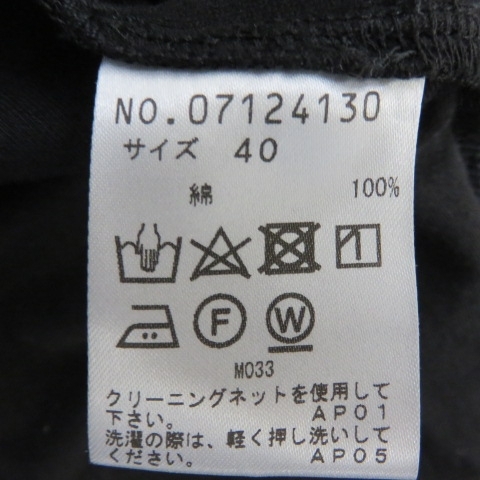 NO.07124130
サイズ 40
綿 100%
F W
M033
クリーニングネットを使用して
下さい。 AP01
洗濯の際は、軽く押し洗いして
ください。 AP05